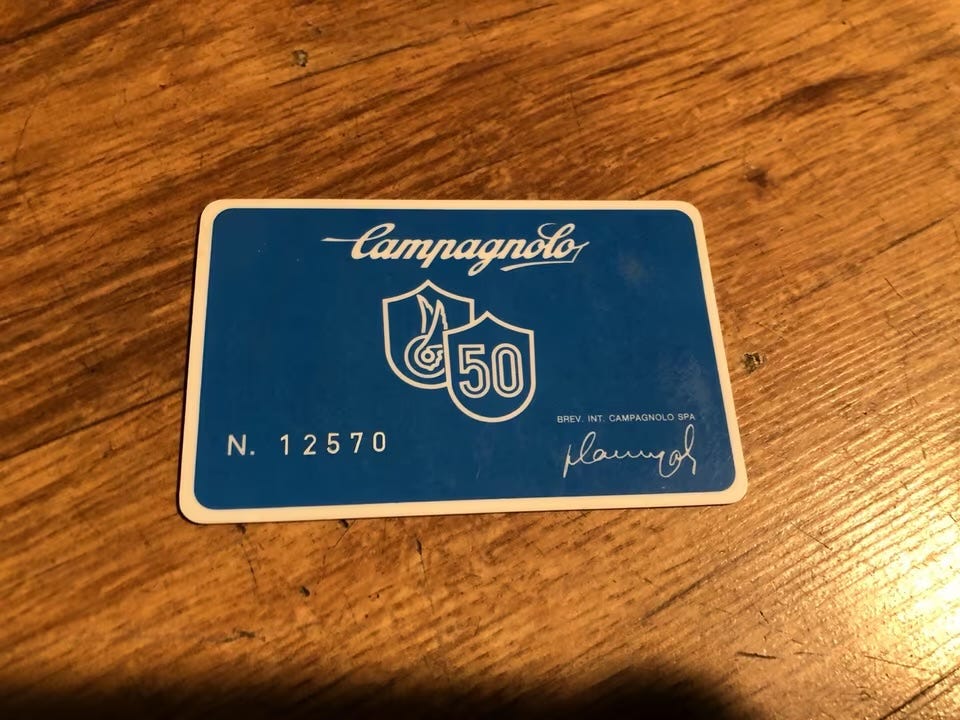 Campagnolo
50
BREV. INT. CAMPAGNOLO SPA
N. 12570